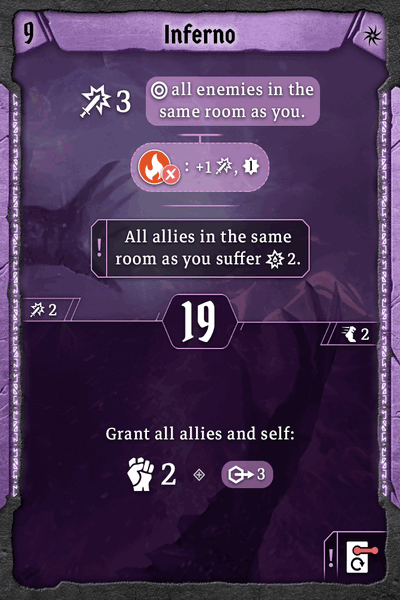 9 Inferno
3 all enemies in the
same room as you.
: +1 ,
! All allies in the same
room as you suffer 2.
2 19 2
Grant all allies and self:
2 3
!